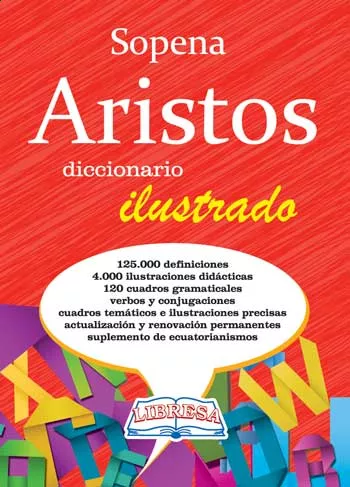 Sopena
Aristos
diccionario
ilustrado
125.000 definiciones
4.000 ilustraciones didácticas
120 cuadros gramaticales
verbos y conjugaciones
cuadros temáticos e ilustraciones precisas
actualización y renovación permanentes
suplemento de ecuatorianismos
LIBRESA